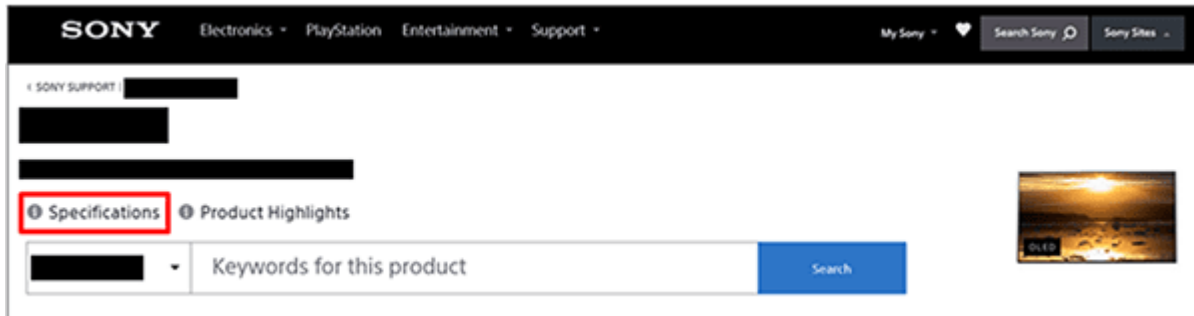 SONY Electronics PlayStation Entertainment Support My Sony Search Sony Sony Sites
‹ SONY SUPPORT |
Specifications Product Highlights
OLED
Keywords for this product Search